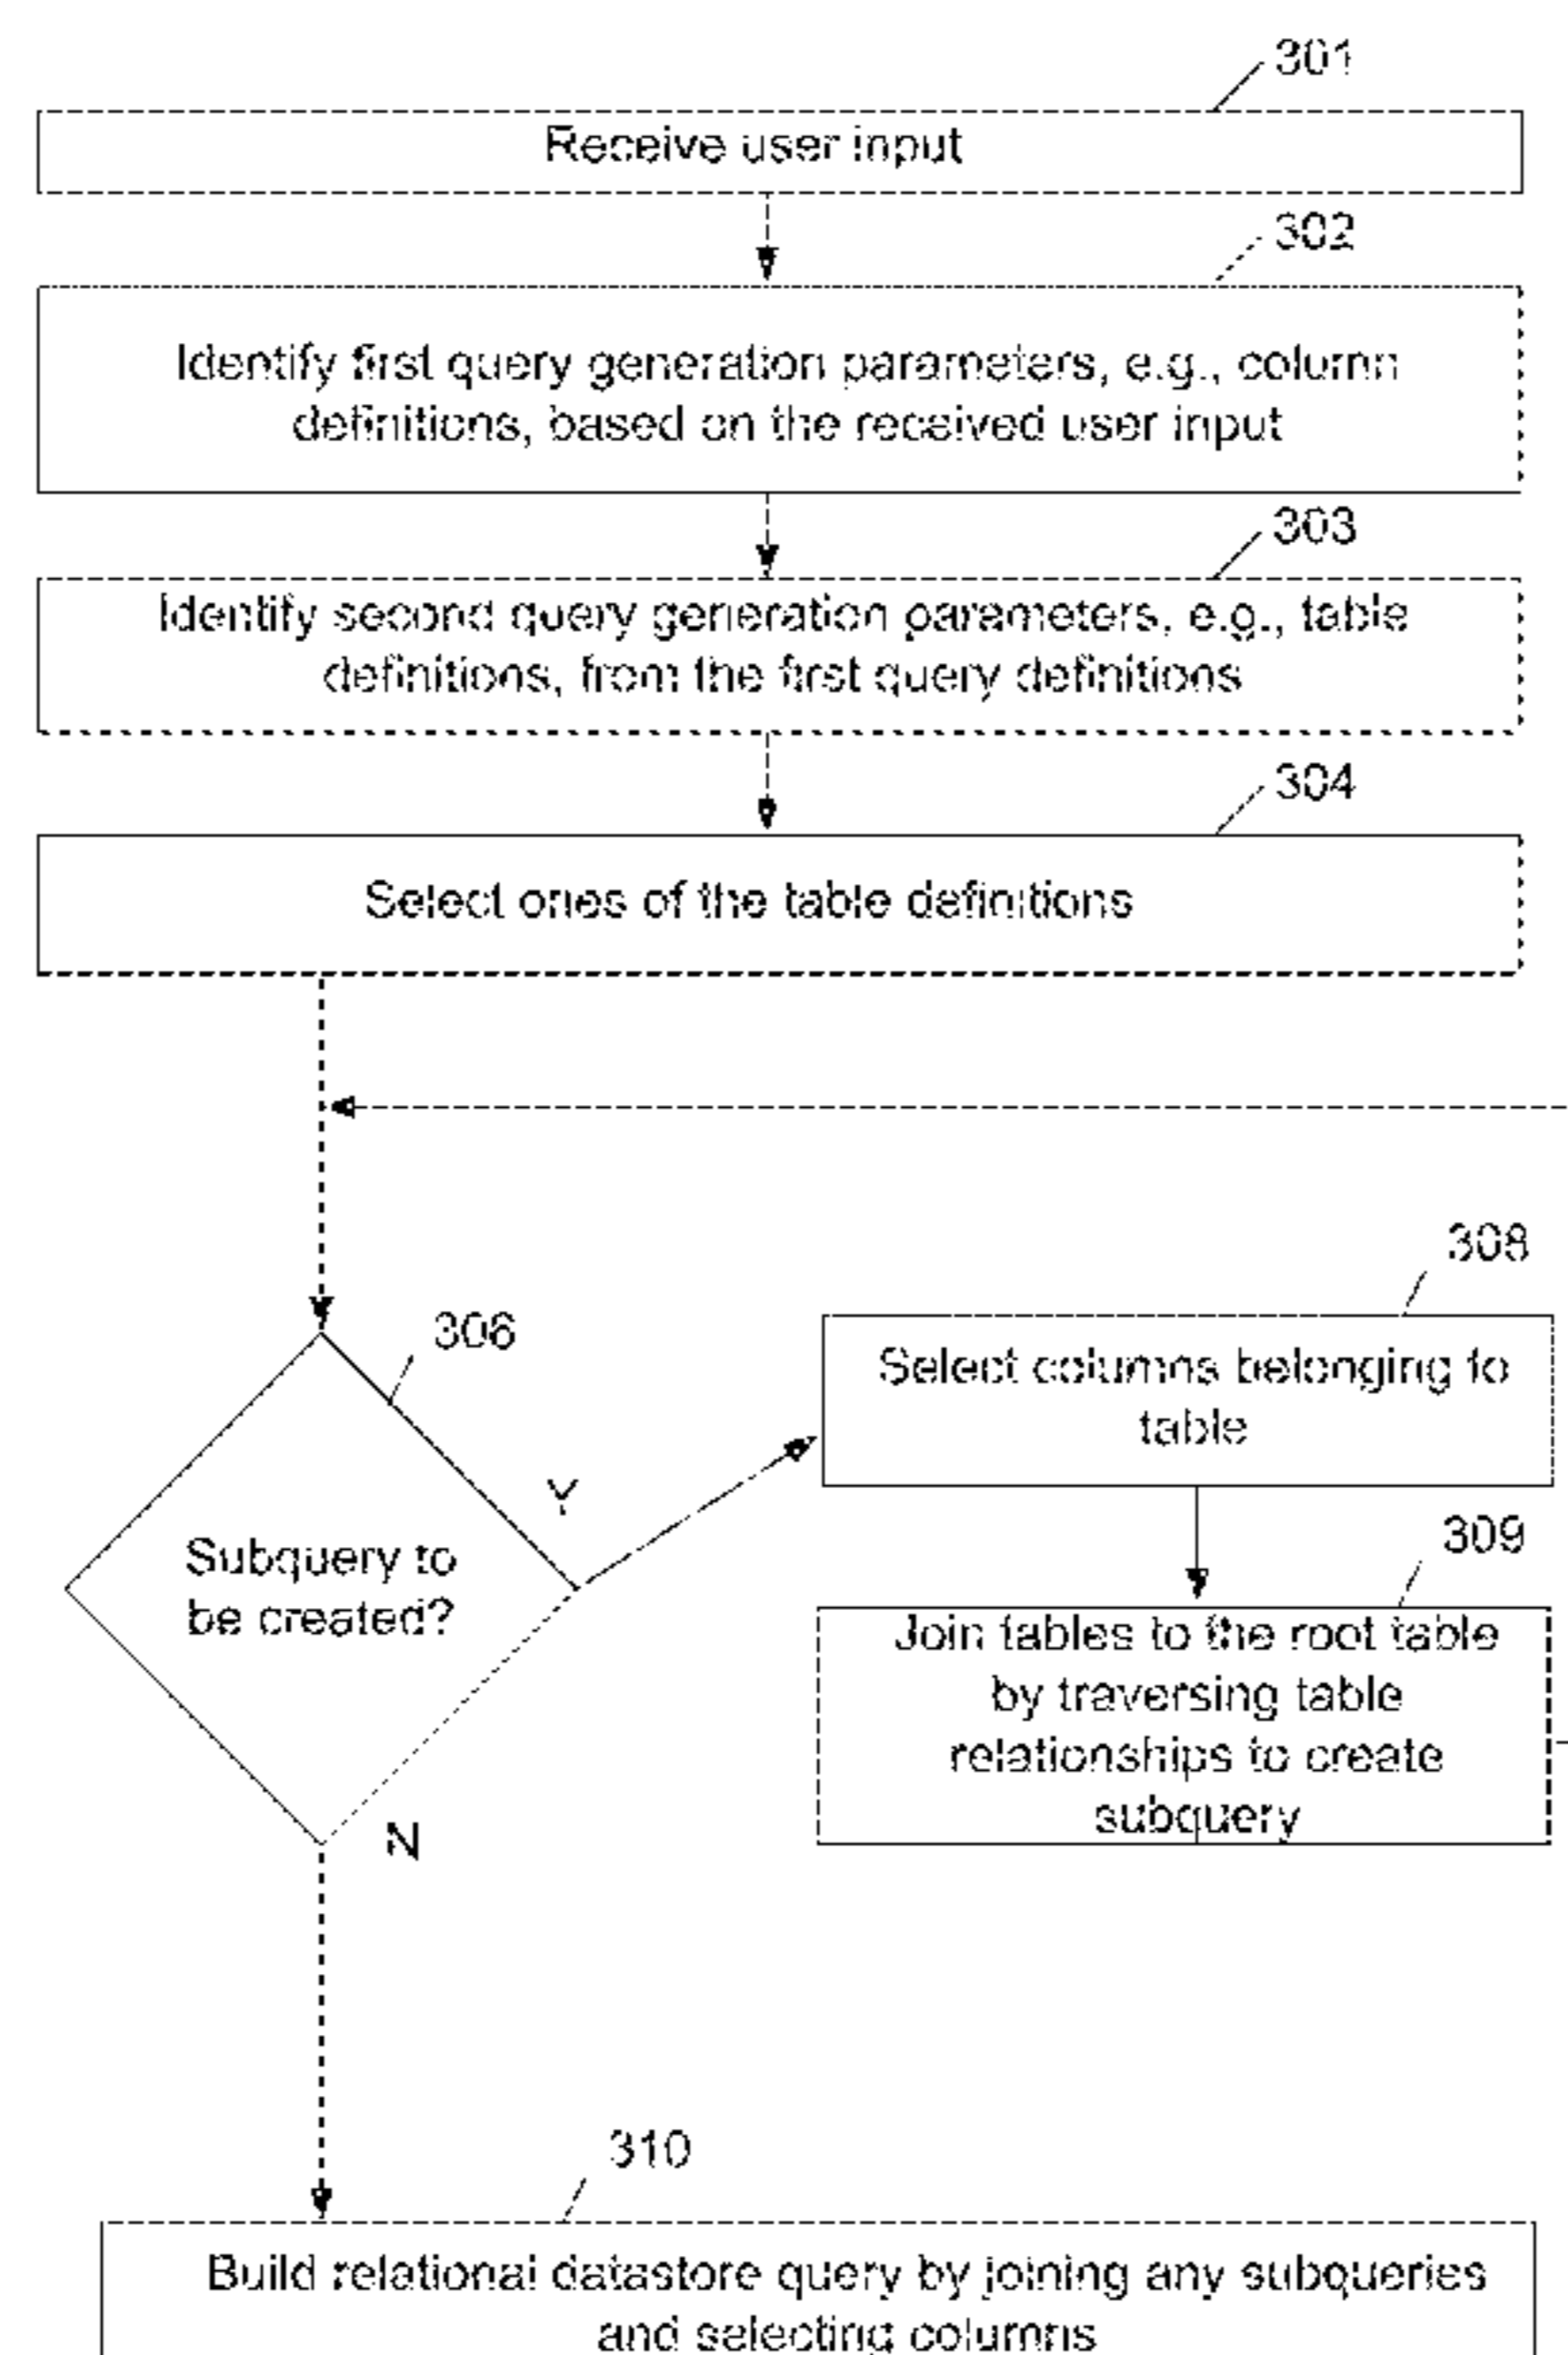 301
Receive user input
302
Identify first query generation parameters, e.g., column
definitions, based on the received user input
303
Identify second query generation parameters, e.g., table
definitions, from the first query definitions
304
Select ones of the table definitions
306
Subquery to
be created?
Y
N
308
Select columns belonging to
table
309
Join tables to the root table
by traversing table
relationships to create
subquery
310
Build relational datastore query by joining any subqueries
and selecting columns